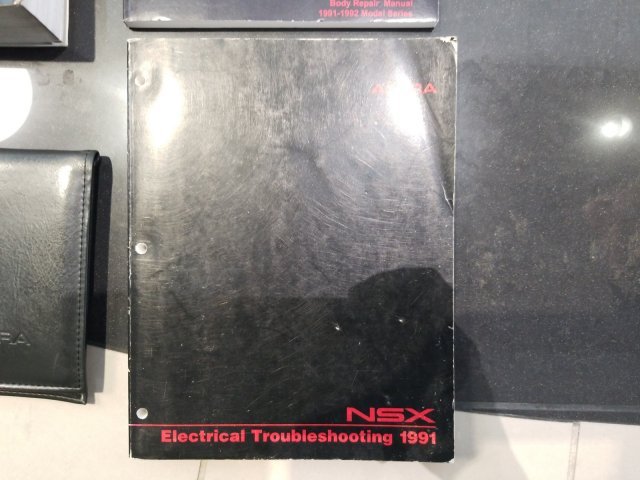 Body Repair Manual
1991-1992 Model Series
NSX
Electrical Troubleshooting 1991